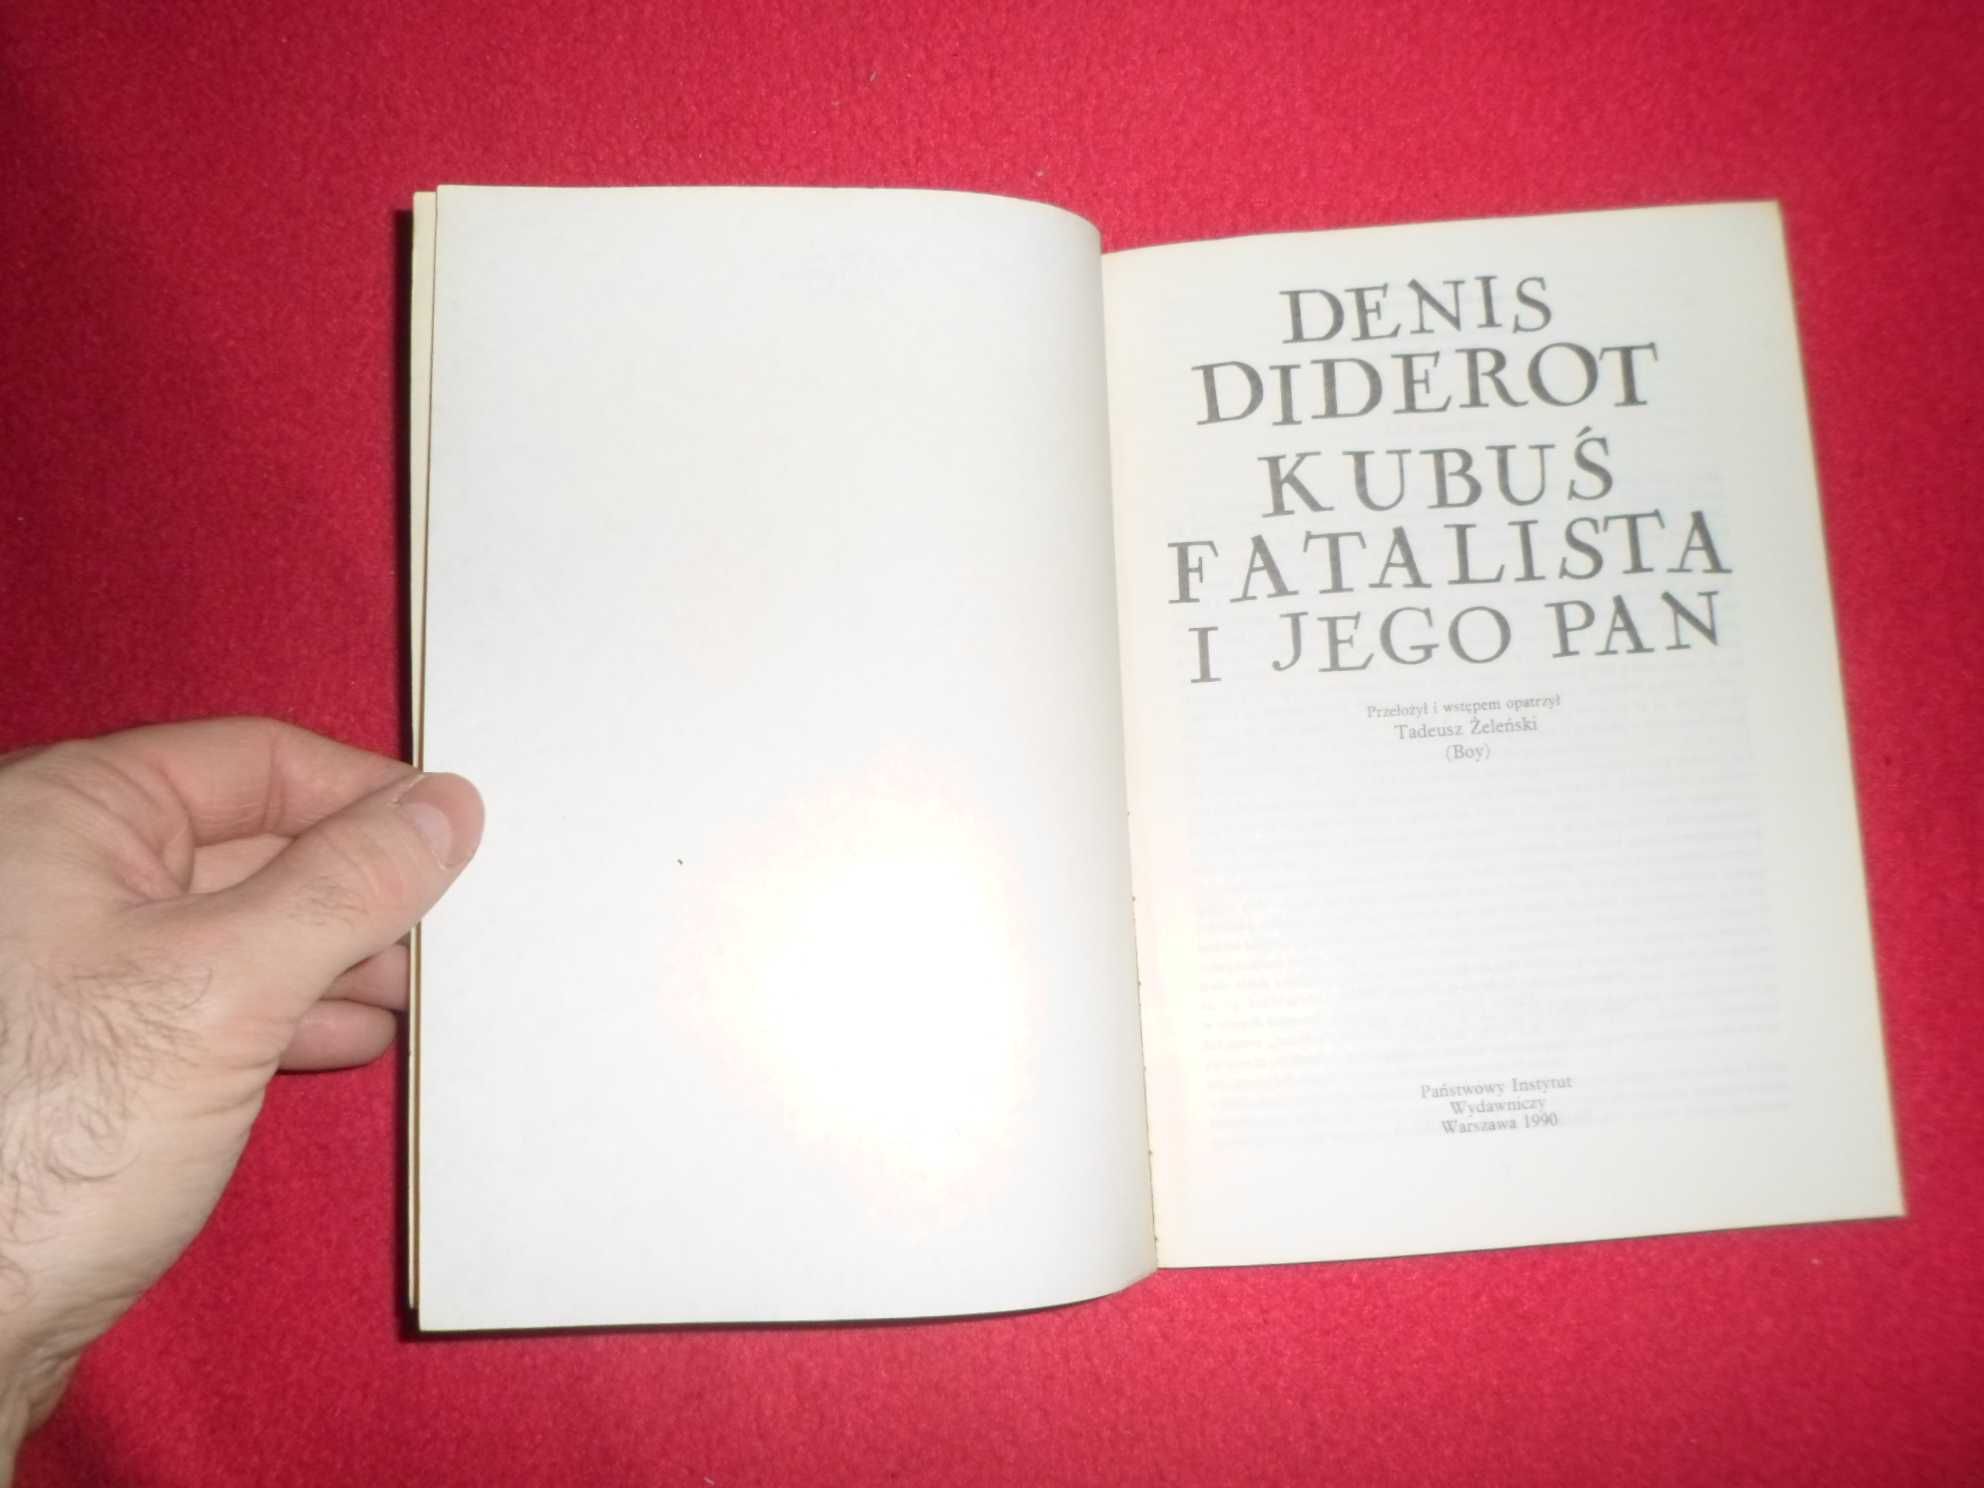 DENIS
DIDEROT
KUBUŚ
FATALISTA
I JEGO PAN
Przełożył i wstępem opatrzył
Tadeusz Żeleński
(Boy)
Państwowy Instytut
Wydawniczy
Warszawa 1990